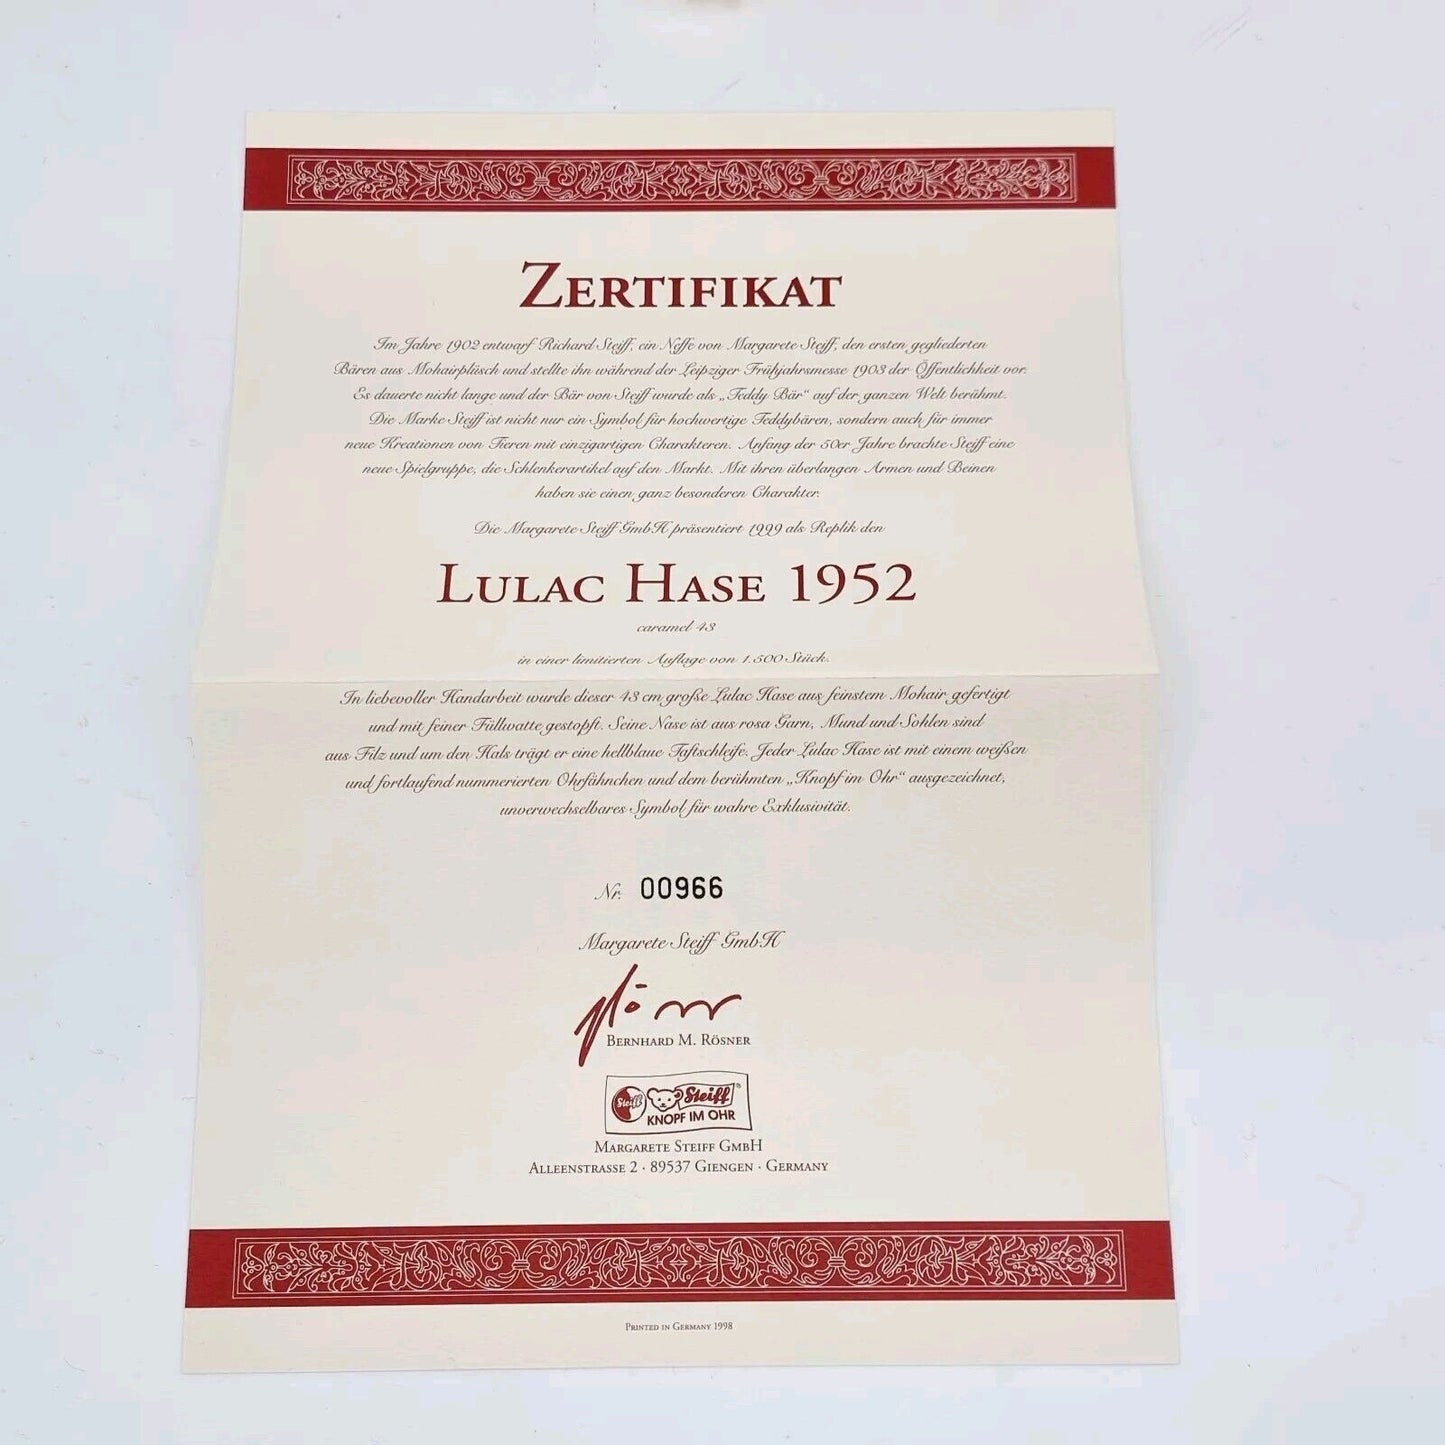 Zertifikat
Im Jahre 1902 entwarf Richard Steiff, ein Neffe von Margarete Steiff, den ersten gegliederten
Bären aus Mohairplüsch und stellte ihn während der Leipziger Frühjahrsmesse 1903 der Öffentlichkeit vor.
Es dauerte nicht lange und der Bär von Steiff wurde als „Teddy Bär“ auf der ganzen Welt berühmt.
Die Marke Steiff ist nicht nur ein Symbol für hochwertige Teddybären, sondern auch für immer
neue Kreationen von Tieren mit einzigartigen Charakteren. Anfang der 50er Jahre brachte Steiff eine
neue Spielgruppe, die Schlenkerartikel auf den Markt. Mit ihren überlangen Armen und Beinen
haben sie einen ganz besonderen Charakter.
Die Margarete Steiff GmbH präsentiert 1999 als Replik den
Lulac Hase 1952
caramel 43
in einer limitierten Auflage von 1.500 Stück.
In liebevoller Handarbeit wurde dieser 43 cm große Lulac Hase aus feinstem Mohair gefertigt
und mit feiner Füllwatte gestopft. Seine Nase ist aus rosa Garn, Mund und Sohlen sind
aus Filz und um den Hals trägt er eine hellblaue Taftschleife. Jeder Lulac Hase ist mit einem weißen
und fortlaufend nummerierten Ohrfähnchen und dem berühmten „Knopf im Ohr“ ausgezeichnet,
unverwechselbares Symbol für wahre Exklusivität.
Nr. 00966
Margarete Steiff GmbH
Bernhard M. Rösner
Steiff Steiff®
KNOPF IM OHR
Margarete Steiff GmbH
Alleenstrasse 2 · 89537 Giengen · Germany
Printed in Germany 1998